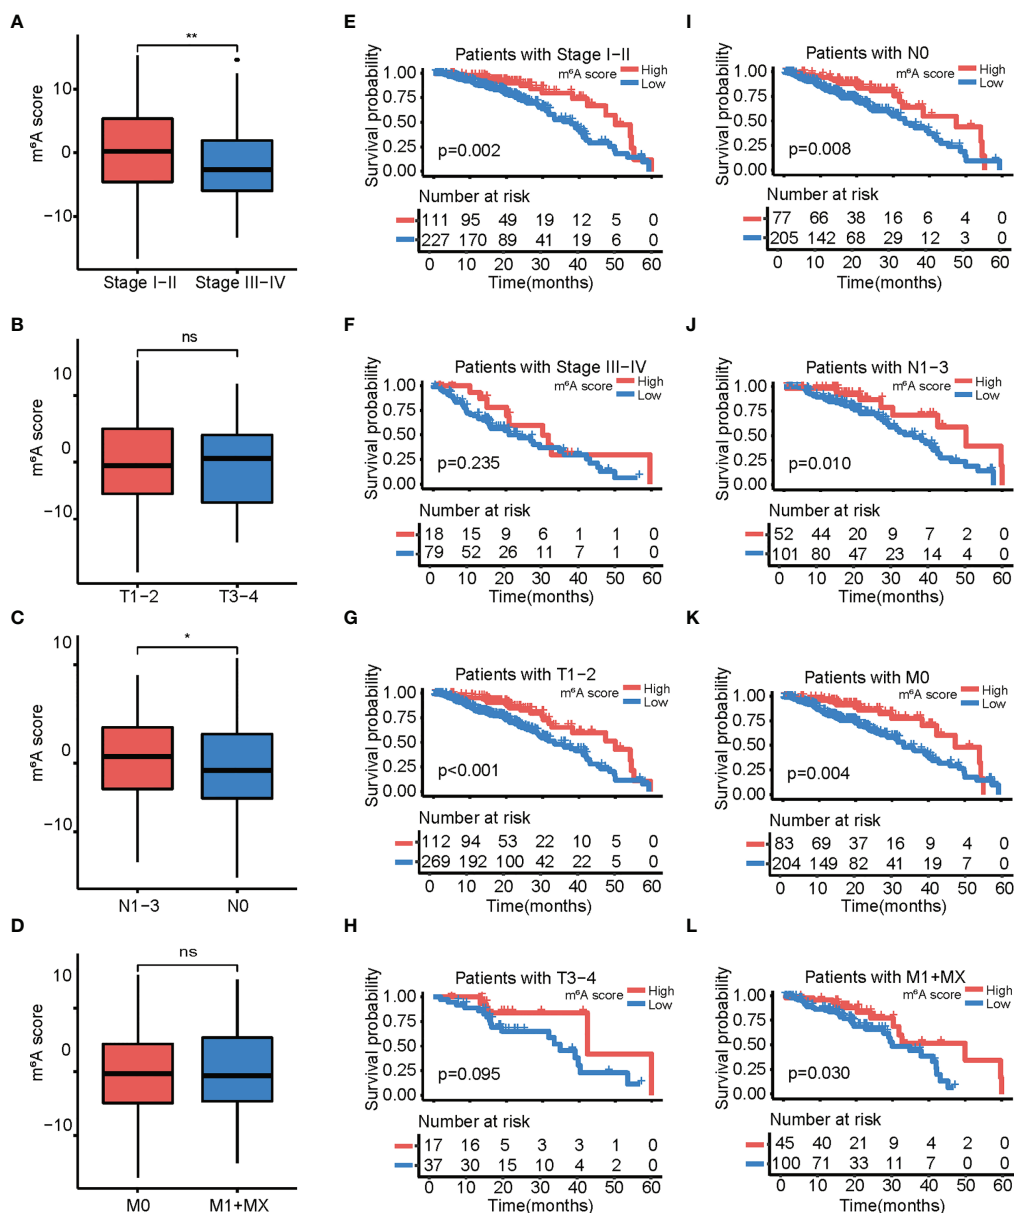 A
**
m⁶A score
10
0
−10
Stage I−II Stage III−IV
B
ns
m⁶A score
10
0
−10
T1−2 T3−4
C
*
m⁶A score
10
0
−10
N1−3 N0
D
ns
m⁶A score
10
0
−10
M0 M1+MX
E
Patients with Stage I−II
m⁶A score High
Low
Survival probability
1.00
0.75
0.50
0.25
0.00
p=0.002
Number at risk
111 95 49 19 12 5 0
227 170 89 41 19 6 0
0 10 20 30 40 50 60
Time(months)
F
Patients with Stage III−IV
m⁶A score High
Low
Survival probability
1.00
0.75
0.50
0.25
0.00
p=0.235
Number at risk
18 15 9 6 1 1 0
79 52 26 11 7 1 0
0 10 20 30 40 50 60
Time(months)
G
Patients with T1−2
m⁶A score High
Low
Survival probability
1.00
0.75
0.50
0.25
0.00
p<0.001
Number at risk
112 94 53 22 10 5 0
269 192 100 42 22 5 0
0 10 20 30 40 50 60
Time(months)
H
Patients with T3−4
m⁶A score High
Low
Survival probability
1.00
0.75
0.50
0.25
0.00
p=0.095
Number at risk
17 16 5 3 3 1 0
37 30 15 10 4 2 0
0 10 20 30 40 50 60
Time(months)
I
Patients with N0
m⁶A score High
Low
Survival probability
1.00
0.75
0.50
0.25
0.00
p=0.008
Number at risk
77 66 38 16 6 4 0
205 142 68 29 12 3 0
0 10 20 30 40 50 60
Time(months)
J
Patients with N1−3
m⁶A score High
Low
Survival probability
1.00
0.75
0.50
0.25
0.00
p=0.010
Number at risk
52 44 20 9 7 2 0
101 80 47 23 14 4 0
0 10 20 30 40 50 60
Time(months)
K
Patients with M0
m⁶A score High
Low
Survival probability
1.00
0.75
0.50
0.25
0.00
p=0.004
Number at risk
83 69 37 16 9 4 0
204 149 82 41 19 7 0
0 10 20 30 40 50 60
Time(months)
L
Patients with M1+MX
m⁶A score High
Low
Survival probability
1.00
0.75
0.50
0.25
0.00
p=0.030
Number at risk
45 40 21 9 4 2 0
100 71 33 11 7 0 0
0 10 20 30 40 50 60
Time(months)